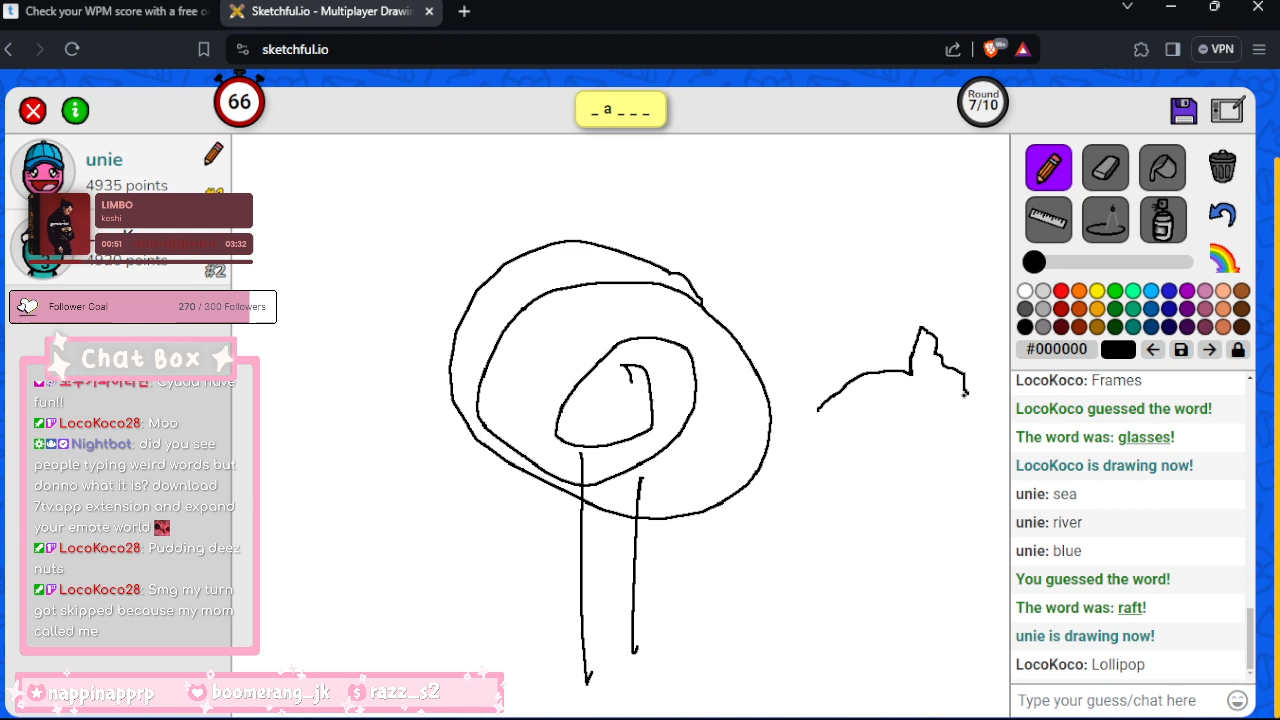 Check your WPM score with a free o
Sketchful.io - Multiplayer Drawi
sketchful.io
VPN
66
_ a _ _ _
Round
7/10
unie
4935 points
#1
LIMBO
keshi
00:51
03:32
#2
Follower Goal
270 / 300 Followers
Chat Box
fun!!
LocoKoco28: Moo
Nightbot: did you see
people typing weird words but
donno what it is? download
7tv.app extension and expand
your emote world
LocoKoco28: Pudding deez
nuts
LocoKoco28: Smg my turn
got skipped because my mom
called me
nappinapprp
boomerang_jk
razz_s2
#000000
LocoKoco: Frames
LocoKoco guessed the word!
The word was: glasses!
LocoKoco is drawing now!
unie: sea
unie: river
unie: blue
You guessed the word!
The word was: raft!
unie is drawing now!
LocoKoco: Lollipop
Type your guess/chat here